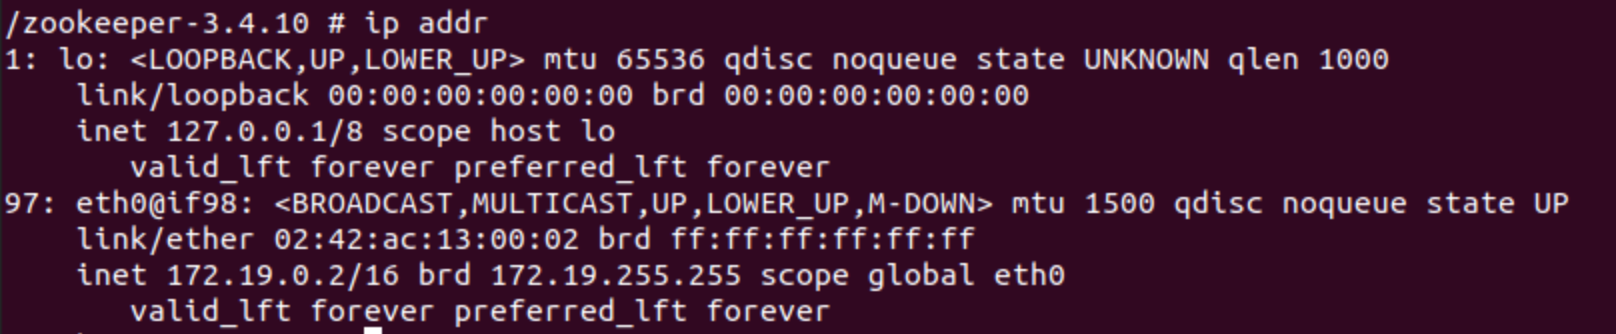 /zookeeper-3.4.10 # ip addr
1: lo: <LOOPBACK,UP,LOWER_UP> mtu 65536 qdisc noqueue state UNKNOWN qlen 1000
    link/loopback 00:00:00:00:00:00 brd 00:00:00:00:00:00
    inet 127.0.0.1/8 scope host lo
       valid_lft forever preferred_lft forever
97: eth0@if98: <BROADCAST,MULTICAST,UP,LOWER_UP,M-DOWN> mtu 1500 qdisc noqueue state UP
    link/ether 02:42:ac:13:00:02 brd ff:ff:ff:ff:ff:ff
    inet 172.19.0.2/16 brd 172.19.255.255 scope global eth0
       valid_lft forever preferred_lft forever